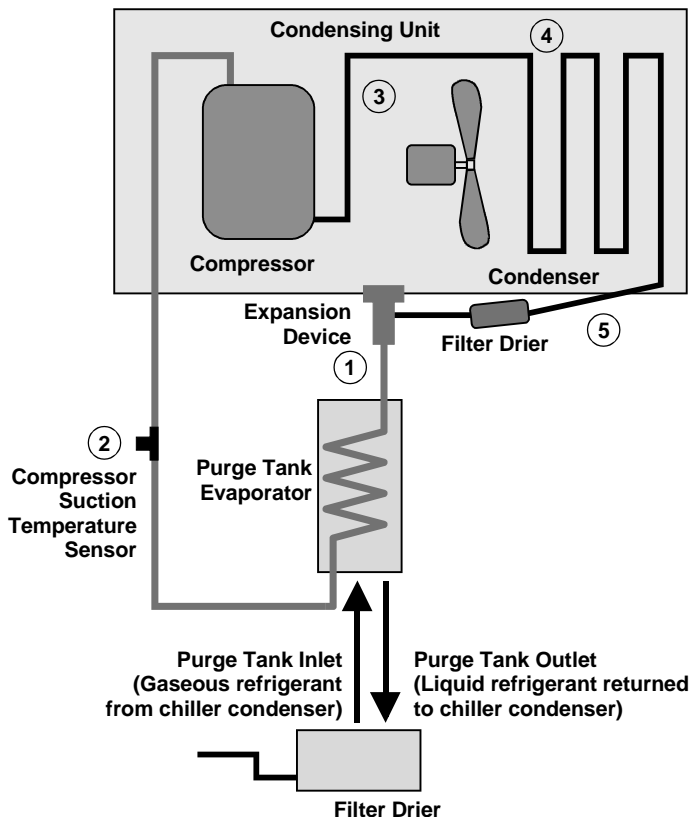 Condensing Unit
4
3
Compressor
Condenser
Expansion
Device
Filter Drier
5
1
2
Compressor
Suction
Temperature
Sensor
Purge Tank
Evaporator
Purge Tank Inlet
(Gaseous refrigerant
from chiller condenser)
Purge Tank Outlet
(Liquid refrigerant returned
to chiller condenser)
Filter Drier